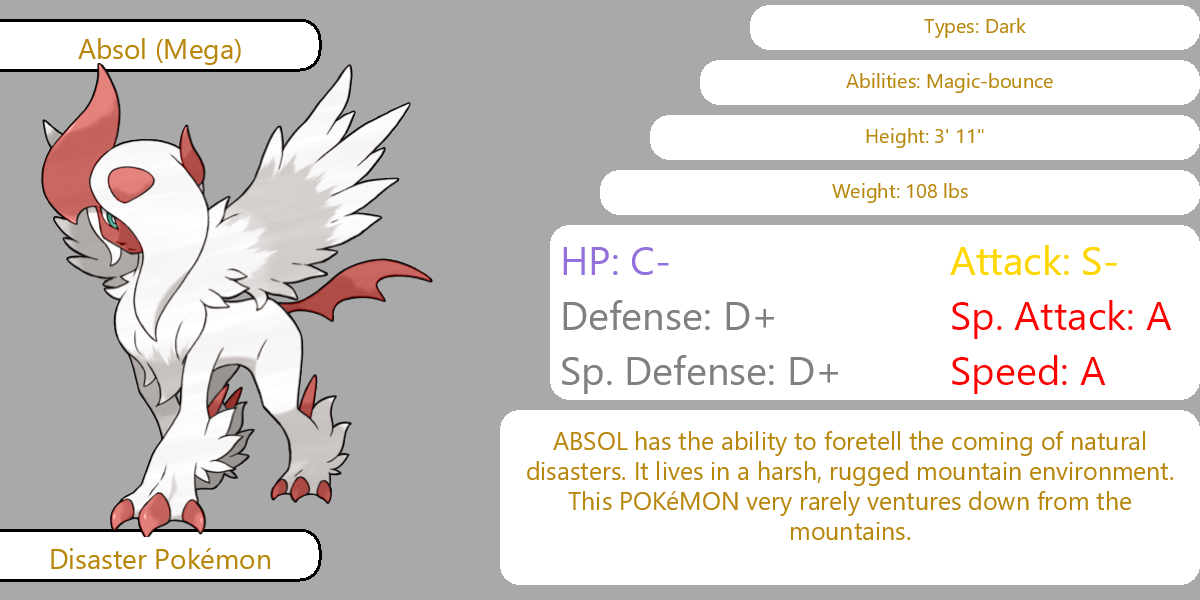 Absol (Mega)
Types: Dark
Abilities: Magic-bounce
Height: 3' 11"
Weight: 108 lbs
HP: C-
Attack: S-
Defense: D+
Sp. Attack: A
Sp. Defense: D+
Speed: A
ABSOL has the ability to foretell the coming of natural
disasters. It lives in a harsh, rugged mountain environment.
This POKéMON very rarely ventures down from the
mountains.
Disaster Pokémon